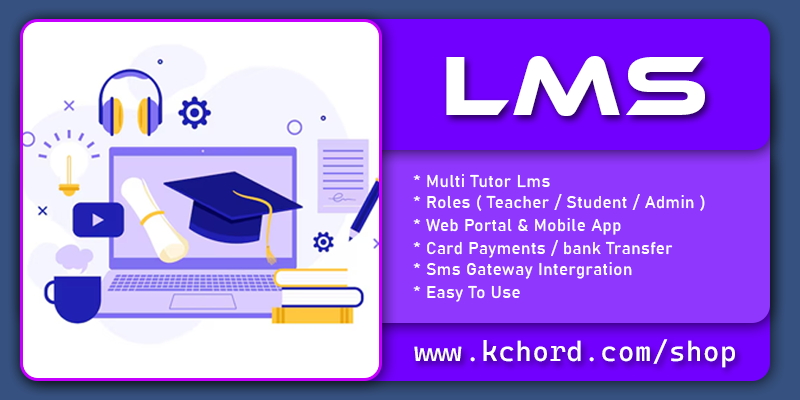 LMS
* Multi Tutor Lms
* Roles ( Teacher / Student / Admin )
* Web Portal & Mobile App
* Card Payments / bank Transfer
* Sms Gateway Intergration
* Easy To Use
www.kchord.com/shop